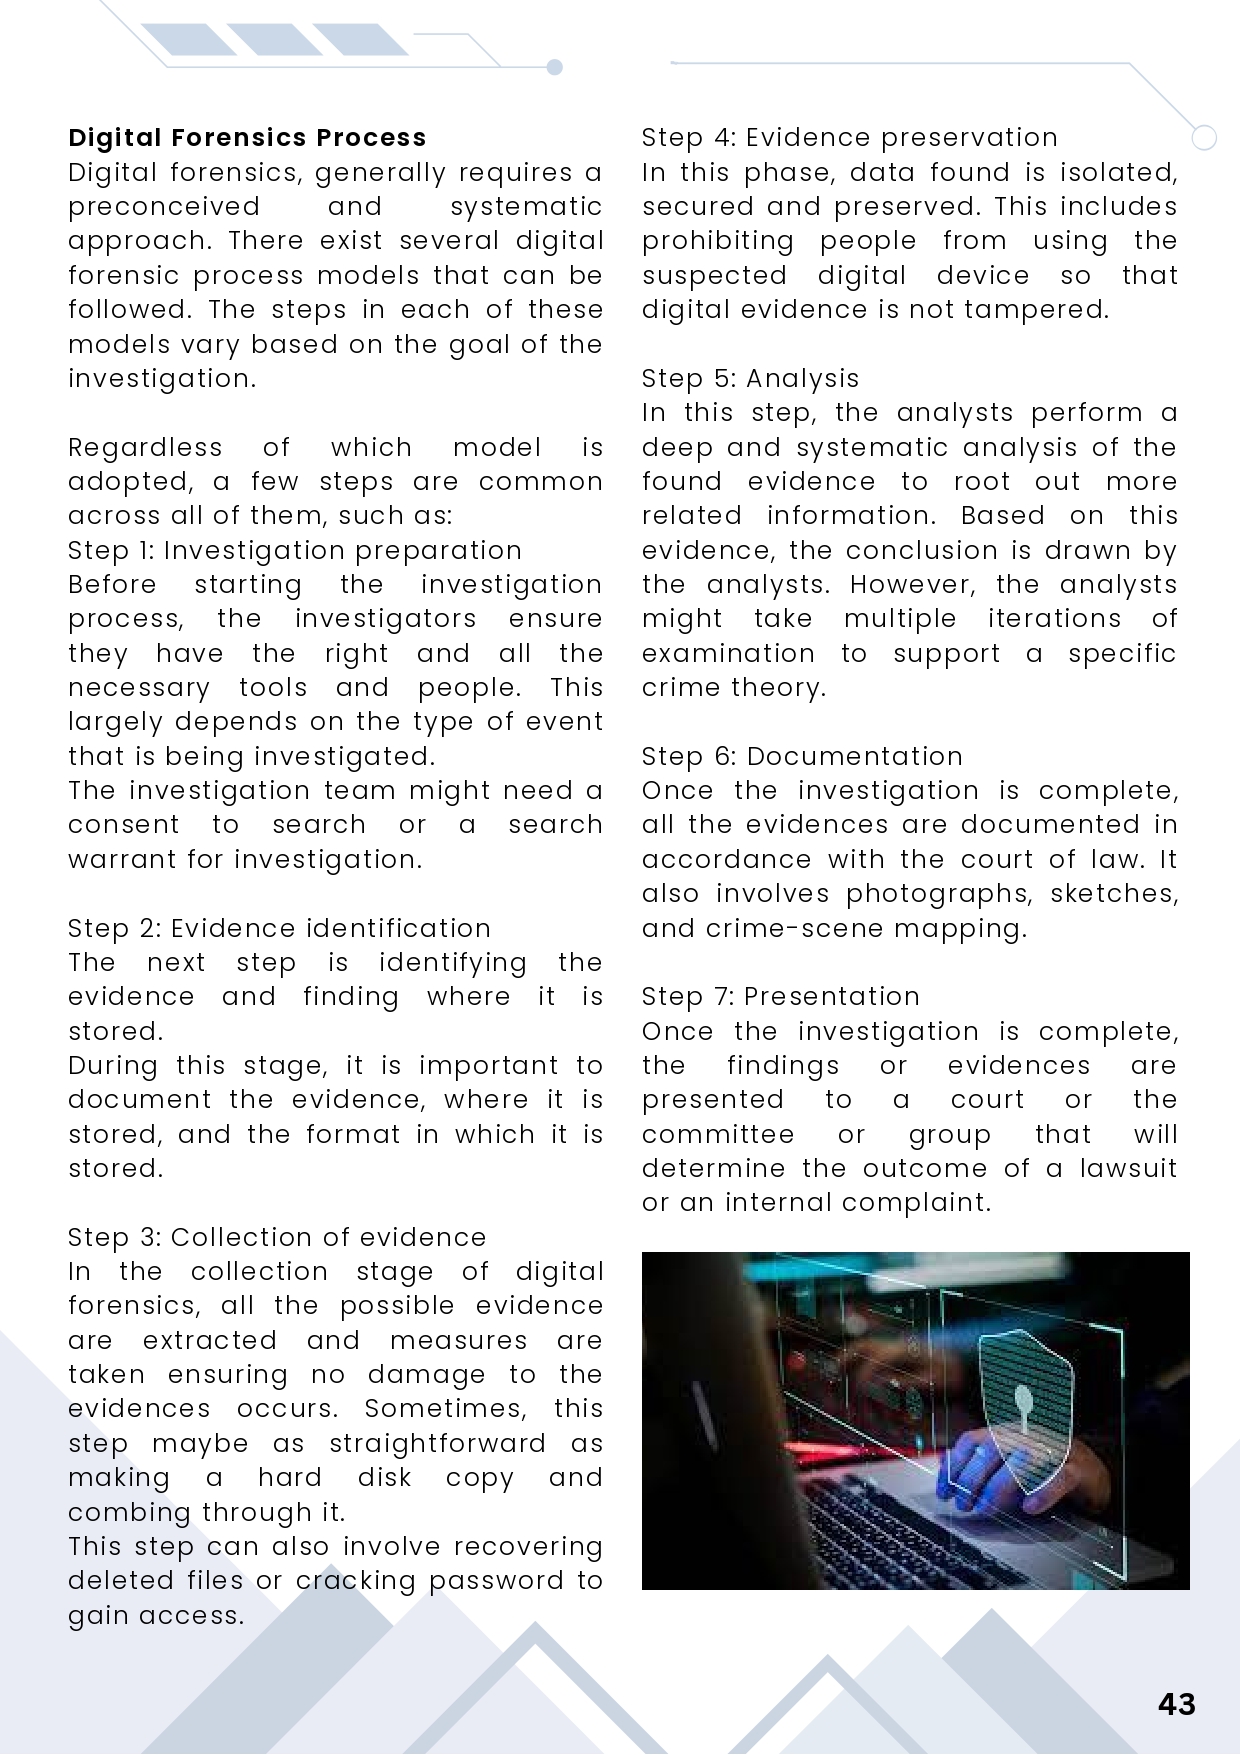 Digital Forensics Process
Digital forensics, generally requires a
preconceived and systematic
approach. There exist several digital
forensic process models that can be
followed. The steps in each of these
models vary based on the goal of the
investigation.
Regardless of which model is
adopted, a few steps are common
across all of them, such as:
Step 1: Investigation preparation
Before starting the investigation
process, the investigators ensure
they have the right and all the
necessary tools and people. This
largely depends on the type of event
that is being investigated.
The investigation team might need a
consent to search or a search
warrant for investigation.
Step 2: Evidence identification
The next step is identifying the
evidence and finding where it is
stored.
During this stage, it is important to
document the evidence, where it is
stored, and the format in which it is
stored.
Step 3: Collection of evidence
In the collection stage of digital
forensics, all the possible evidence
are extracted and measures are
taken ensuring no damage to the
evidences occurs. Sometimes, this
step maybe as straightforward as
making a hard disk copy and
combing through it.
This step can also involve recovering
deleted files or cracking password to
gain access.
Step 4: Evidence preservation
In this phase, data found is isolated,
secured and preserved. This includes
prohibiting people from using the
suspected digital device so that
digital evidence is not tampered.
Step 5: Analysis
In this step, the analysts perform a
deep and systematic analysis of the
found evidence to root out more
related information. Based on this
evidence, the conclusion is drawn by
the analysts. However, the analysts
might take multiple iterations of
examination to support a specific
crime theory.
Step 6: Documentation
Once the investigation is complete,
all the evidences are documented in
accordance with the court of law. It
also involves photographs, sketches,
and crime-scene mapping.
Step 7: Presentation
Once the investigation is complete,
the findings or evidences are
presented to a court or the
committee or group that will
determine the outcome of a lawsuit
or an internal complaint.
43